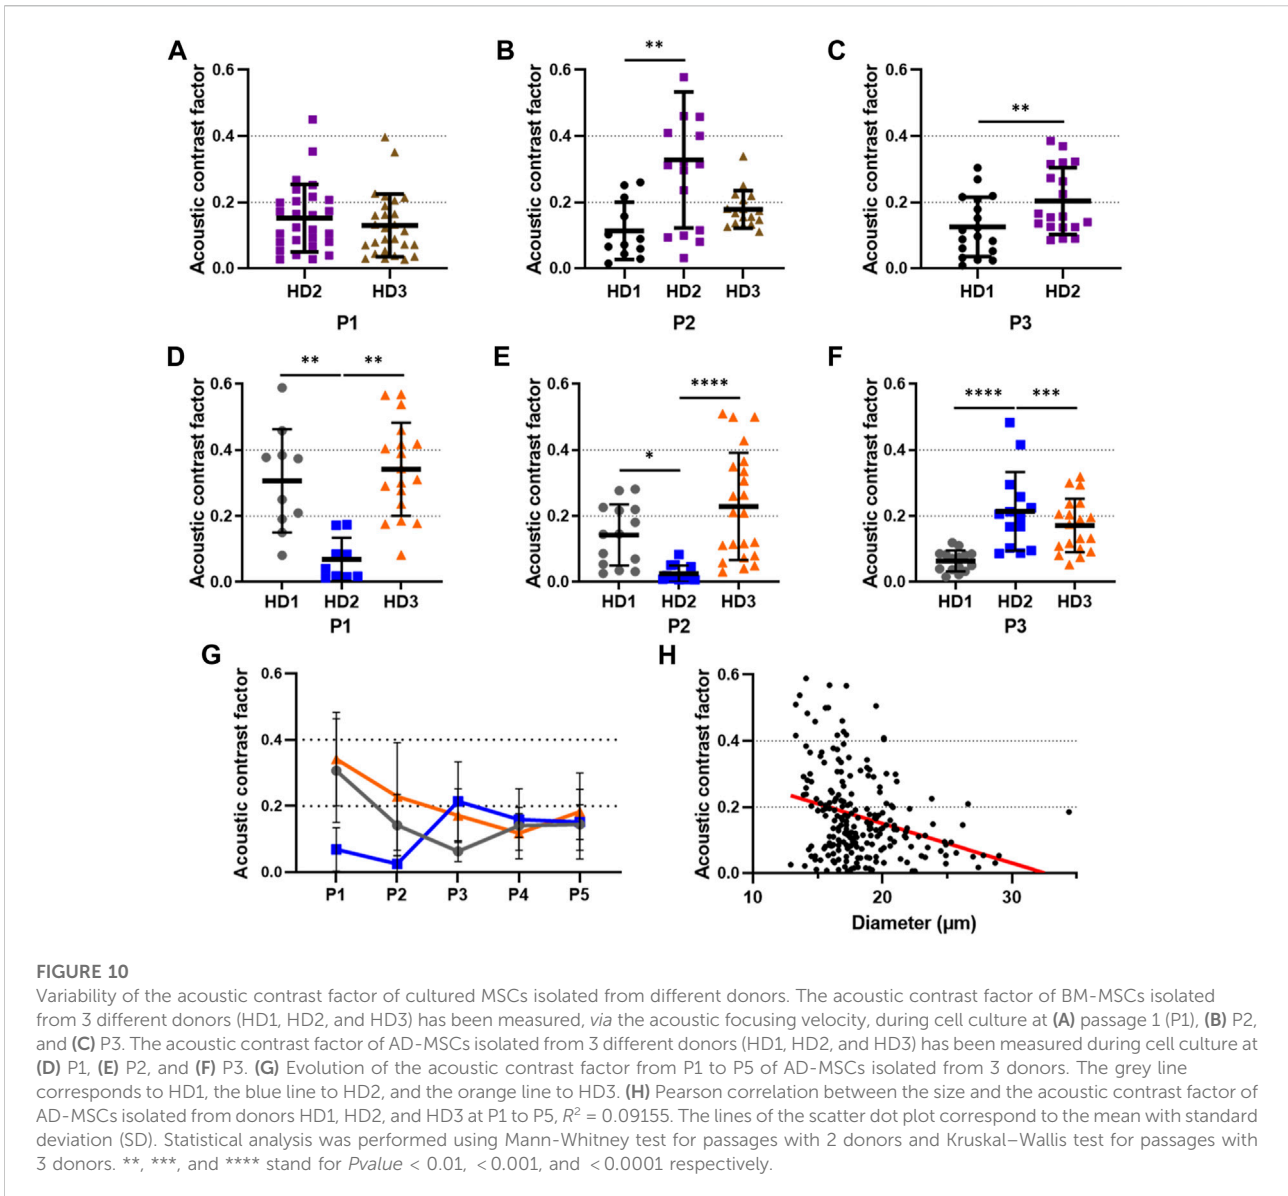 A
B
C
Acoustic contrast factor
0.6
0.4
0.2
0.0
HD2
HD3
P1
Acoustic contrast factor
0.6
0.4
0.2
0.0
**
HD1
HD2
HD3
P2
Acoustic contrast factor
0.6
0.4
0.2
0.0
**
HD1
HD2
P3
D
E
F
Acoustic contrast factor
0.6
0.4
0.2
0.0
**
**
HD1
HD2
HD3
P1
Acoustic contrast factor
0.6
0.4
0.2
0.0
*
****
HD1
HD2
HD3
P2
Acoustic contrast factor
0.6
0.4
0.2
0.0
****
***
HD1
HD2
HD3
P3
G
H
Acoustic contrast factor
0.6
0.4
0.2
0.0
P1
P2
P3
P4
P5
Acoustic contrast factor
0.6
0.4
0.2
0.0
10
20
30
Diameter (µm)
FIGURE 10
Variability of the acoustic contrast factor of cultured MSCs isolated from different donors. The acoustic contrast factor of BM-MSCs isolated
from 3 different donors (HD1, HD2, and HD3) has been measured, via the acoustic focusing velocity, during cell culture at (A) passage 1 (P1), (B) P2,
and (C) P3. The acoustic contrast factor of AD-MSCs isolated from 3 different donors (HD1, HD2, and HD3) has been measured during cell culture at
(D) P1, (E) P2, and (F) P3. (G) Evolution of the acoustic contrast factor from P1 to P5 of AD-MSCs isolated from 3 donors. The grey line
corresponds to HD1, the blue line to HD2, and the orange line to HD3. (H) Pearson correlation between the size and the acoustic contrast factor of
AD-MSCs isolated from donors HD1, HD2, and HD3 at P1 to P5, R² = 0.09155. The lines of the scatter dot plot correspond to the mean with standard
deviation (SD). Statistical analysis was performed using Mann-Whitney test for passages with 2 donors and Kruskal–Wallis test for passages with
3 donors. **, ***, and **** stand for Pvalue < 0.01, <0.001, and <0.0001 respectively.